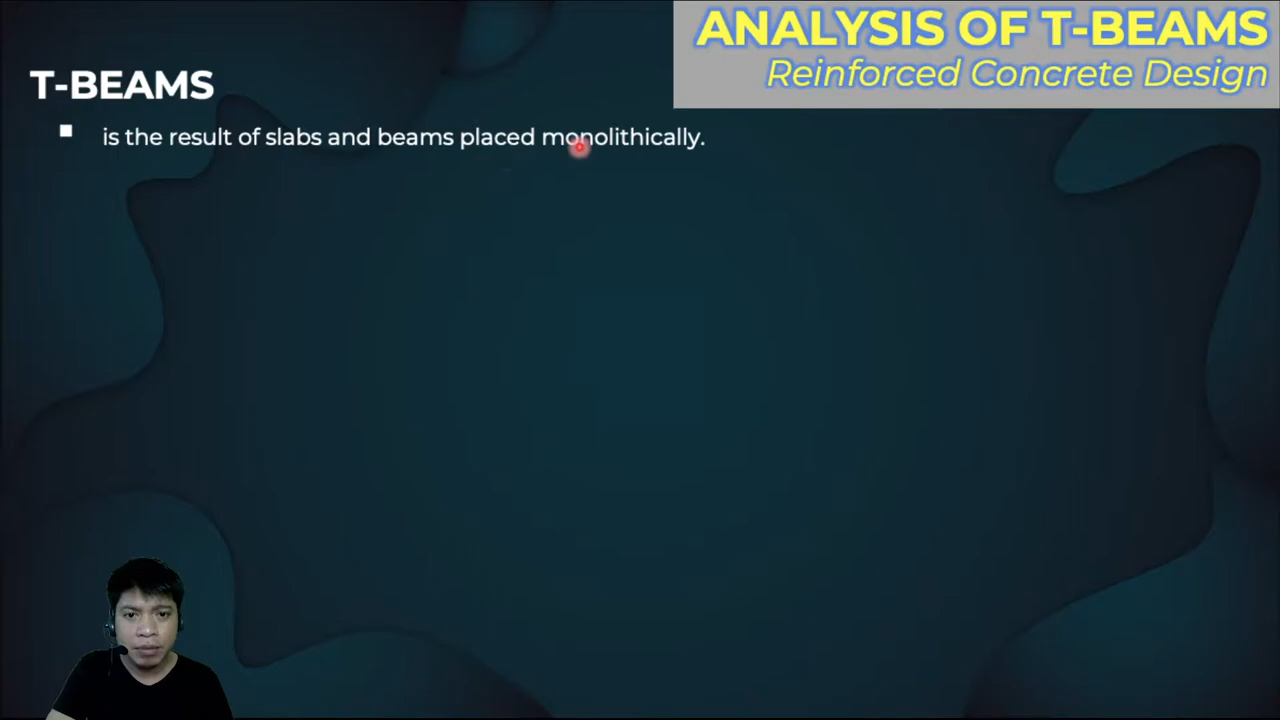 ANALYSIS OF T-BEAMS
Reinforced Concrete Design
T-BEAMS
is the result of slabs and beams placed monolithically.